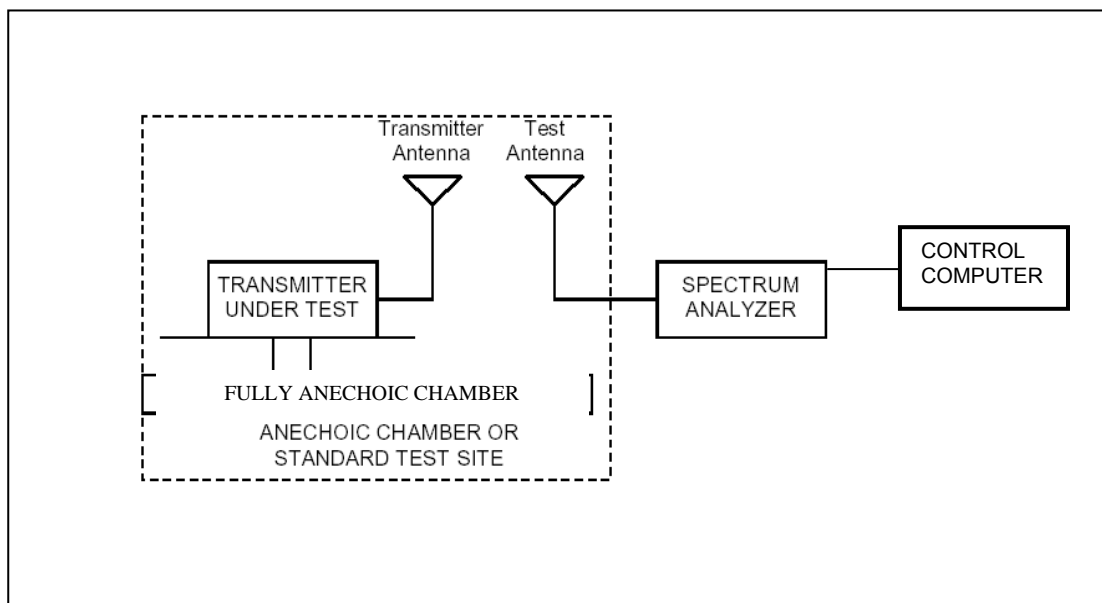 Transmitter
Antenna
Test
Antenna
TRANSMITTER
UNDER TEST
SPECTRUM
ANALYZER
CONTROL
COMPUTER
FULLY ANECHOIC CHAMBER
ANECHOIC CHAMBER OR
STANDARD TEST SITE